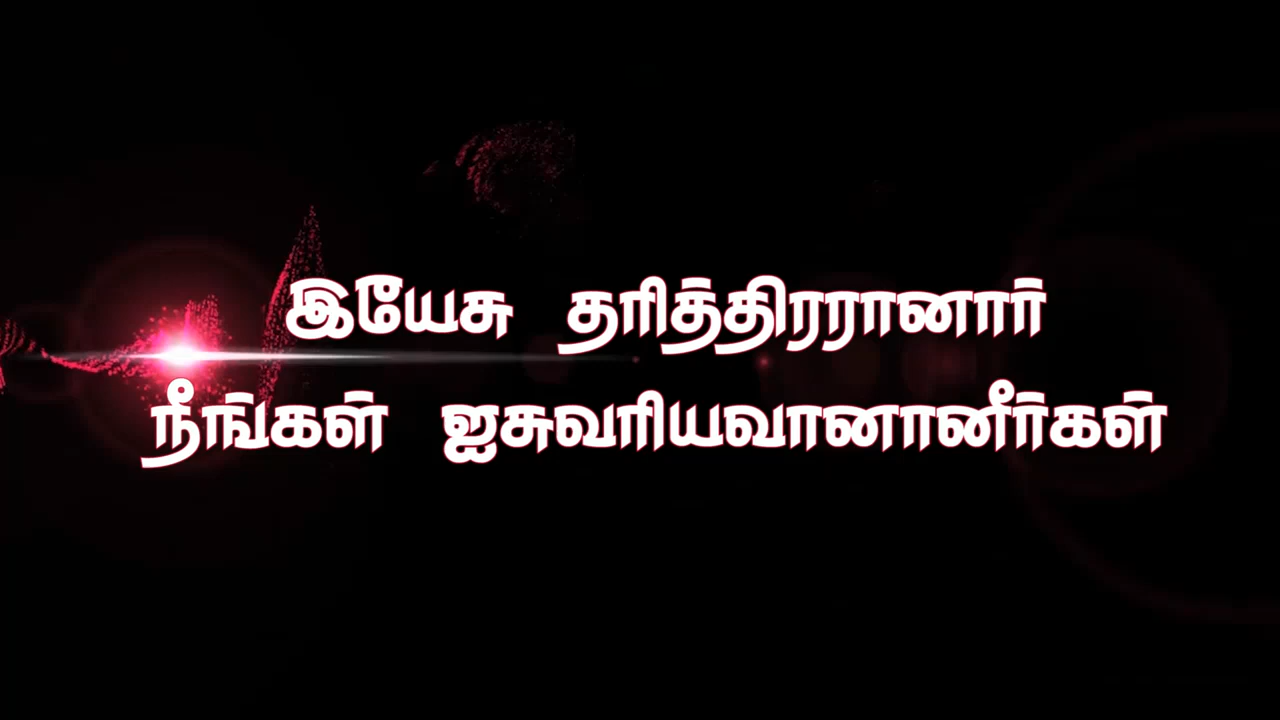 இயேசு தரித்திரரானார்
நீங்கள் ஐசுவரியவானானீர்கள்